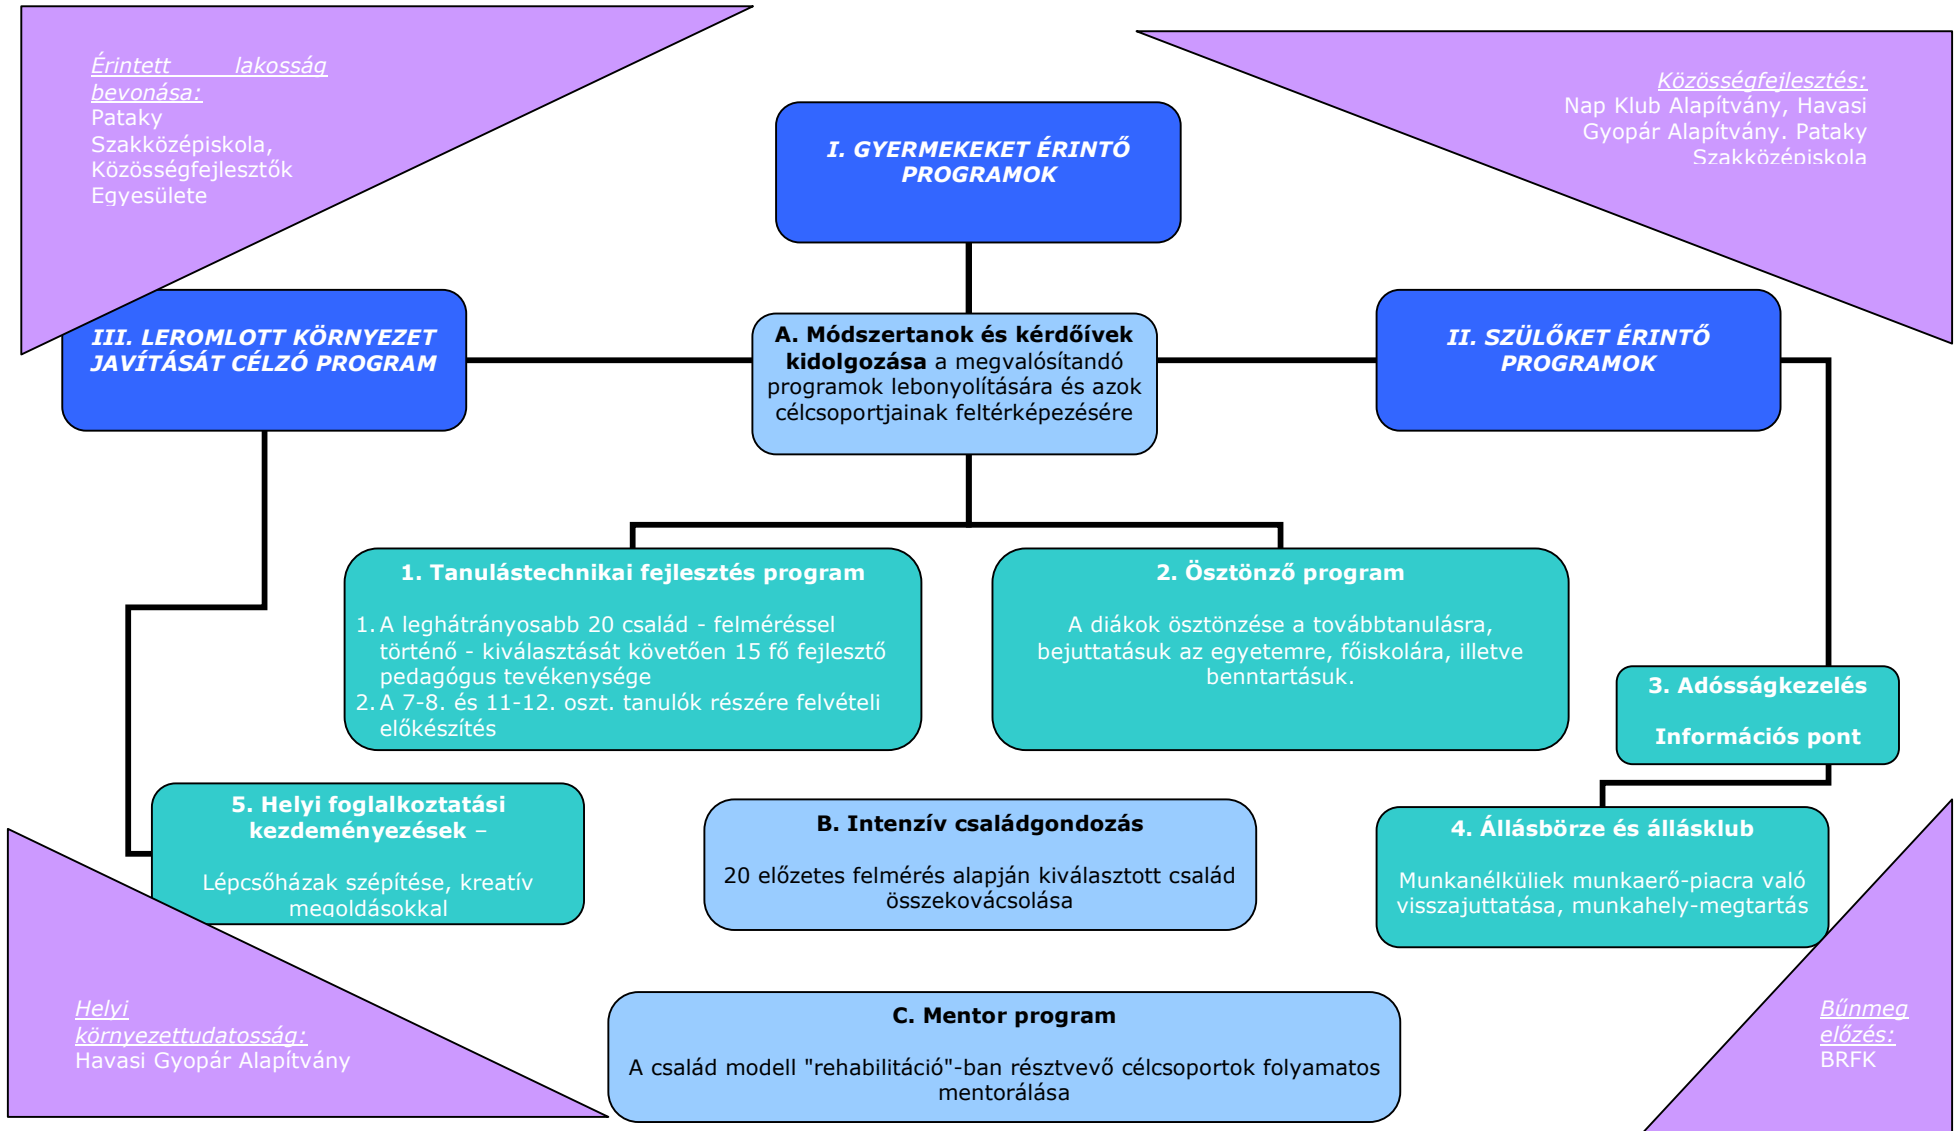 Érintett lakosság
bevonása:
Pataky
Szakközépiskola,
Közösségfejlesztők
Egyesülete
Közösségfejlesztés:
Nap Klub Alapítvány, Havasi
Gyopár Alapítvány. Pataky
Szakközépiskola
I. GYERMEKEKET ÉRINTŐ
PROGRAMOK
III. LEROMLOTT KÖRNYEZET
JAVÍTÁSÁT CÉLZÓ PROGRAM
A. Módszertanok és kérdőívek
kidolgozása a megvalósítandó
programok lebonyolítására és azok
célcsoportjainak feltérképezésére
II. SZÜLŐKET ÉRINTŐ
PROGRAMOK
1. Tanulástechnikai fejlesztés program
1. A leghátrányosabb 20 család - felméréssel
történő - kiválasztását követően 15 fő fejlesztő
pedagógus tevékenysége
2. A 7-8. és 11-12. oszt. tanulók részére felvételi
előkészítés
2. Ösztönző program
A diákok ösztönzése a továbbtanulásra,
bejuttatásuk az egyetemre, főiskolára, illetve
benntartásuk.
3. Adósságkezelés
Információs pont
5. Helyi foglalkoztatási
kezdeményezések –
Lépcsőházak szépítése, kreatív
megoldásokkal
B. Intenzív családgondozás
20 előzetes felmérés alapján kiválasztott család
összekovácsolása
4. Állásbörze és állásklub
Munkanélküliek munkaerő-piacra való
visszajuttatása, munkahely-megtartás
Helyi
környezettudatosság:
Havasi Gyopár Alapítvány
C. Mentor program
A család modell "rehabilitáció"-ban résztvevő célcsoportok folyamatos
mentorálása
Bűnmeg
előzés:
BRFK